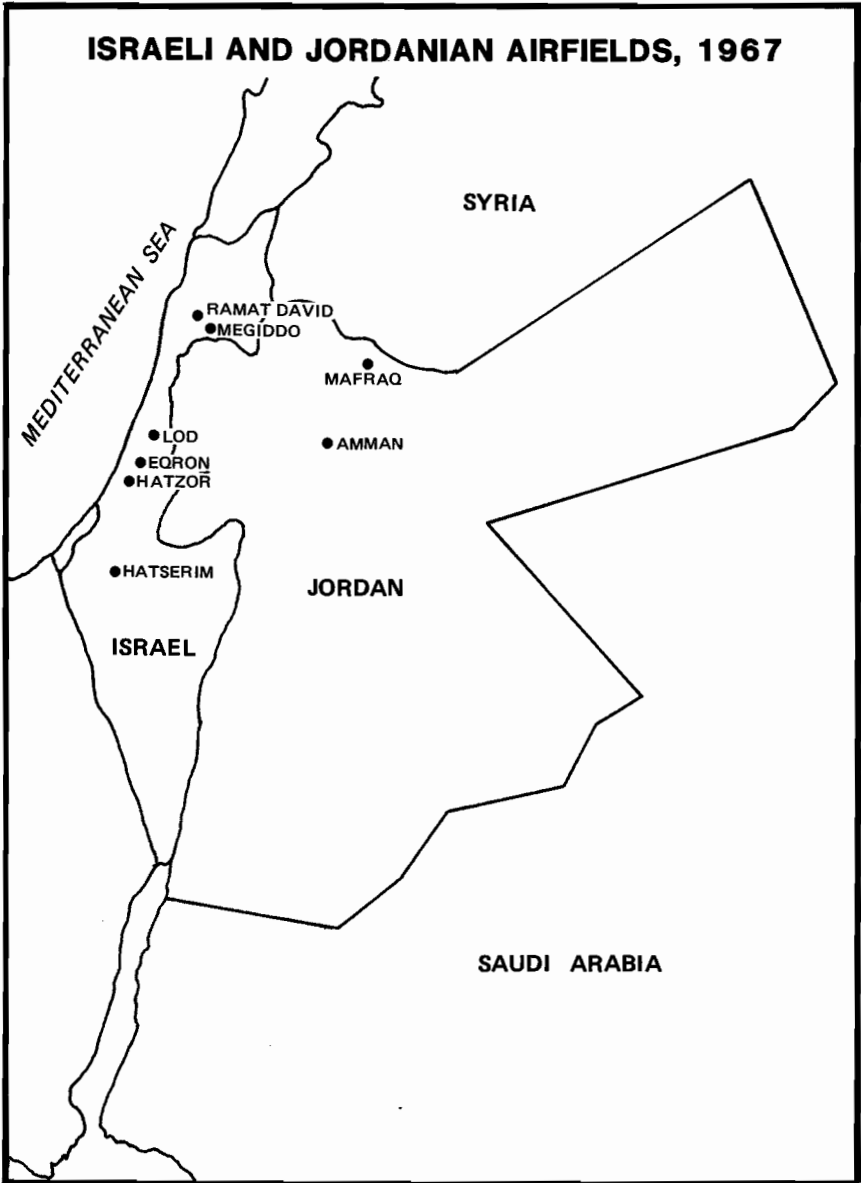 ISRAELI AND JORDANIAN AIRFIELDS, 1967
SYRIA
MEDITERRANEAN SEA
RAMAT DAVID
MEGIDDO
MAFRAQ
LOD
AMMAN
EQRON
HATZOR
HATSERIM
JORDAN
ISRAEL
SAUDI ARABIA